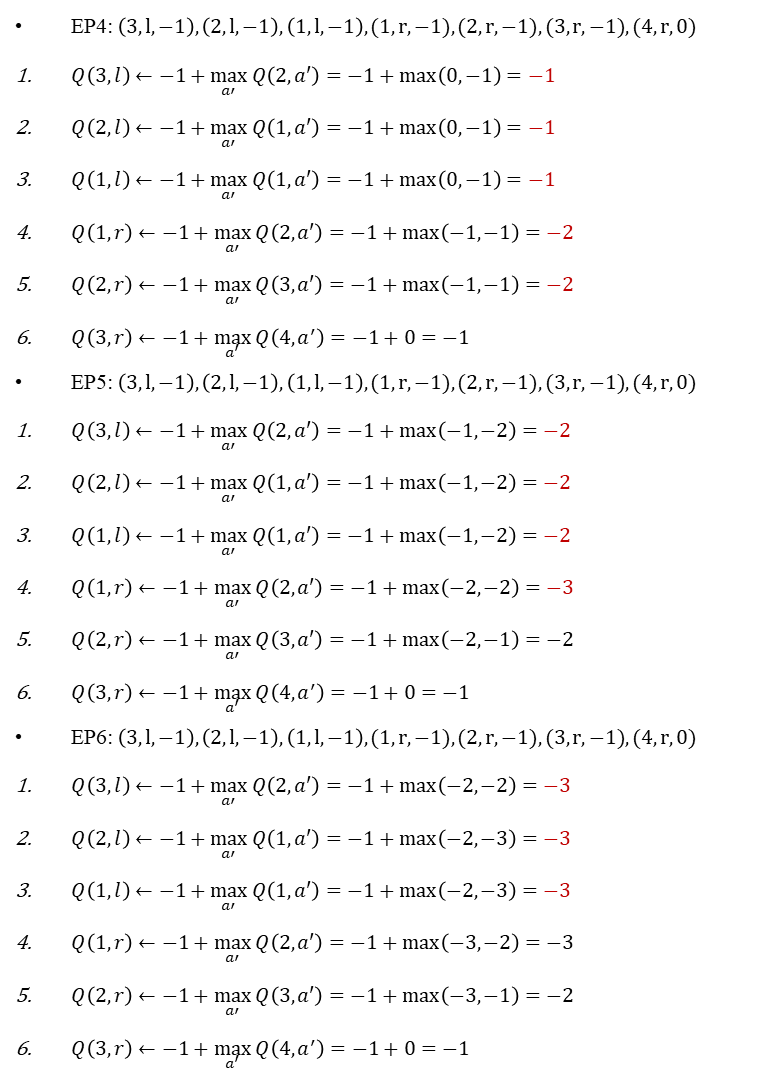 • EP4: (3, l, −1), (2, l, −1), (1, l, −1), (1, r, −1), (2, r, −1), (3, r, −1), (4, r, 0)
1. Q(3, l) ← −1 + max_{a′} Q(2, a′) = −1 + max(0, −1) = −1
2. Q(2, l) ← −1 + max_{a′} Q(1, a′) = −1 + max(0, −1) = −1
3. Q(1, l) ← −1 + max_{a′} Q(1, a′) = −1 + max(0, −1) = −1
4. Q(1, r) ← −1 + max_{a′} Q(2, a′) = −1 + max(−1, −1) = −2
5. Q(2, r) ← −1 + max_{a′} Q(3, a′) = −1 + max(−1, −1) = −2
6. Q(3, r) ← −1 + max_{a′} Q(4, a′) = −1 + 0 = −1
• EP5: (3, l, −1), (2, l, −1), (1, l, −1), (1, r, −1), (2, r, −1), (3, r, −1), (4, r, 0)
1. Q(3, l) ← −1 + max_{a′} Q(2, a′) = −1 + max(−1, −2) = −2
2. Q(2, l) ← −1 + max_{a′} Q(1, a′) = −1 + max(−1, −2) = −2
3. Q(1, l) ← −1 + max_{a′} Q(1, a′) = −1 + max(−1, −2) = −2
4. Q(1, r) ← −1 + max_{a′} Q(2, a′) = −1 + max(−2, −2) = −3
5. Q(2, r) ← −1 + max_{a′} Q(3, a′) = −1 + max(−2, −1) = −2
6. Q(3, r) ← −1 + max_{a′} Q(4, a′) = −1 + 0 = −1
• EP6: (3, l, −1), (2, l, −1), (1, l, −1), (1, r, −1), (2, r, −1), (3, r, −1), (4, r, 0)
1. Q(3, l) ← −1 + max_{a′} Q(2, a′) = −1 + max(−2, −2) = −3
2. Q(2, l) ← −1 + max_{a′} Q(1, a′) = −1 + max(−2, −3) = −3
3. Q(1, l) ← −1 + max_{a′} Q(1, a′) = −1 + max(−2, −3) = −3
4. Q(1, r) ← −1 + max_{a′} Q(2, a′) = −1 + max(−3, −2) = −3
5. Q(2, r) ← −1 + max_{a′} Q(3, a′) = −1 + max(−3, −1) = −2
6. Q(3, r) ← −1 + max_{a′} Q(4, a′) = −1 + 0 = −1